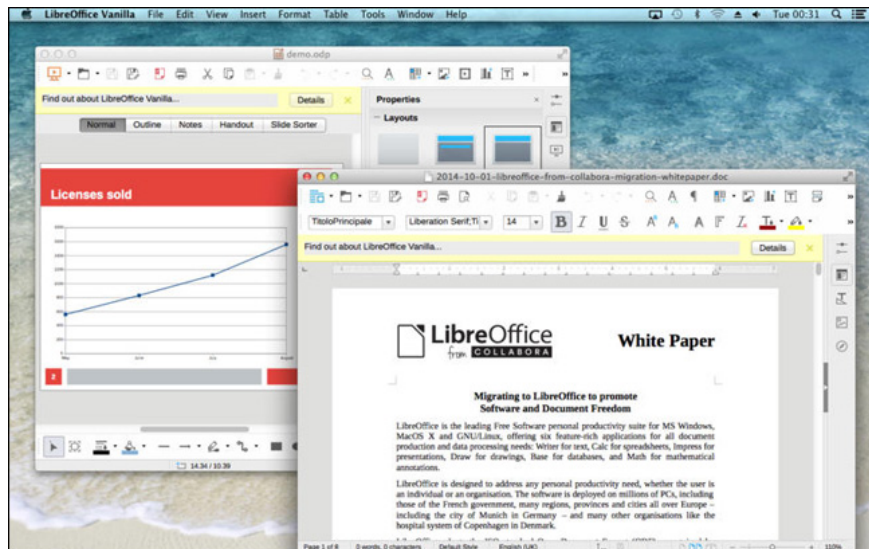 LibreOffice Vanilla File Edit View Insert Format Table Tools Window Help Tue 00:31
demo.odp
Find out about LibreOffice Vanilla... Details
Properties
Layouts
Normal Outline Notes Handout Slide Sorter
Licenses sold
2
14.34 / 10.39
2014-10-01-libreoffice-from-collabora-migration-whitepaper.doc
TitoloPrincipale Liberation Serif;Ti 14
Find out about LibreOffice Vanilla... Details
LibreOffice
from COLLABORA
White Paper
Migrating to LibreOffice to promote
Software and Document Freedom
LibreOffice is the leading Free Software personal productivity suite for MS Windows,
MacOS X and GNU/Linux, offering six feature-rich applications for all document
production and data processing needs: Writer for text, Calc for spreadsheets, Impress for
presentations, Draw for drawings, Base for databases, and Math for mathematical
annotations.
LibreOffice is designed to address any personal productivity need, whether the user is
an individual or an organisation. The software is deployed on millions of PCs, including
those of the French government, many regions, provinces and cities all over Europe –
including the city of Munich in Germany – and many other organisations like the
hospital system of Copenhagen in Denmark.
Page 1 of 8 0 words, 0 characters Default Style English (UK) 110%